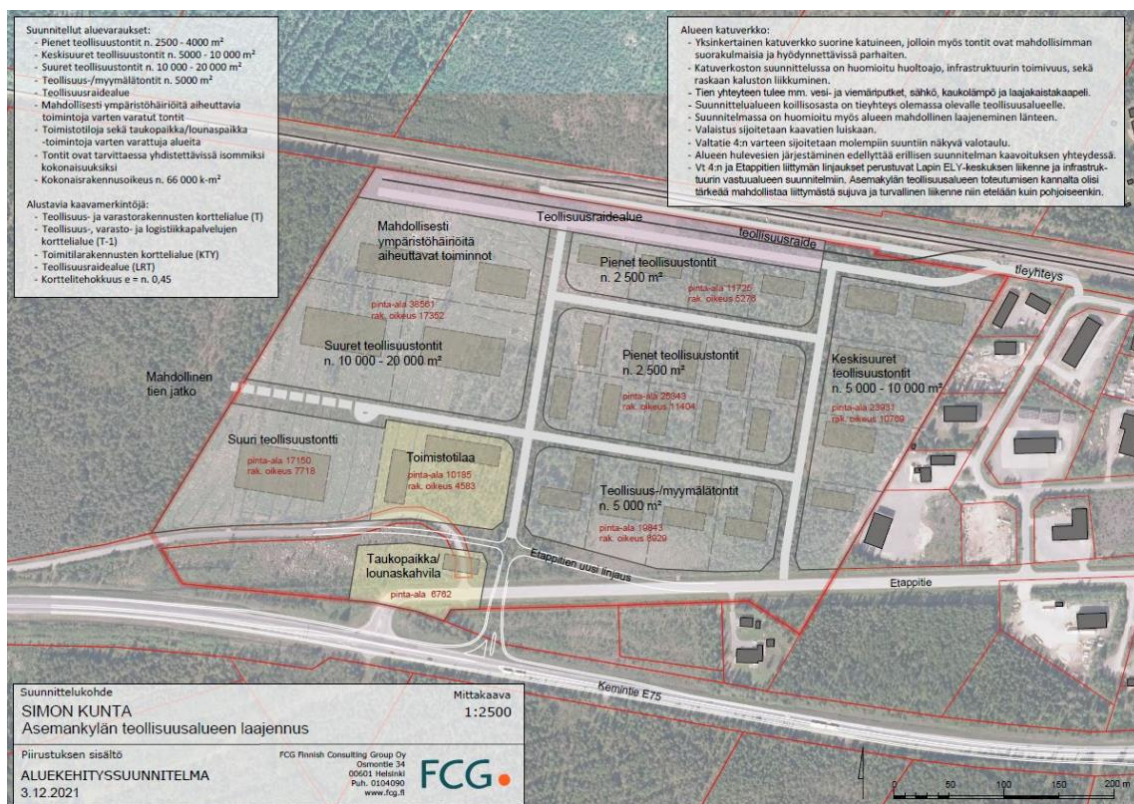 Suunnitellut aluevaraukset:
- Pienet teollisuustontit n. 2500 - 4000 m²
- Keskisuuret teollisuustontit n. 5000 - 10 000 m²
- Suuret teollisuustontit n. 10 000 - 20 000 m²
- Teollisuus-/myymälätontit n. 5000 m²
- Teollisuusraidealue
- Mahdollisesti ympäristöhäiriöitä aiheuttavia
toimintoja varten varatut tontit
- Toimistotiloja sekä taukopaikka/lounaspaikka
-toimintoja varten varattuja alueita
- Tontit ovat tarvittaessa yhdistettävissä isommiksi
kokonaisuuksiksi
- Kokonaisrakennusoikeus n. 66 000 k-m²
Alustavia kaavamerkintöjä:
- Teollisuus- ja varastorakennusten korttelialue (T)
- Teollisuus-, varasto- ja logistiikkapalvelujen
korttelialue (T-1)
- Toimitilarakennusten korttelialue (KTY)
- Teollisuusraidealue (LRT)
- Korttelitehokkuus e = n. 0,45
Alueen katuverkko:
- Yksinkertainen katuverkko suorine katuineen, jolloin myös tontit ovat mahdollisimman
suorakulmaisia ja hyödynnettävissä parhaiten.
- Katuverkoston suunnittelussa on huomioitu huoltoajo, infrastruktuurin toimivuus, sekä
raskaan kaluston liikkuminen.
- Tien yhteyteen tulee mm. vesi- ja viemäriputket, sähkö, kaukolämpö ja laajakaistakaapeli.
- Suunnittelualueen koillisosasta on tieyhteys olemassa olevalle teollisuusalueelle.
- Suunnitelmassa on huomioitu myös alueen mahdollinen laajeneminen länteen.
- Valaistus sijoitetaan kaavatien luiskaan.
- Valtatie 4:n varteen sijoitetaan molempiin suuntiin näkyvä valotaulu.
- Alueen hulevesien järjestäminen edellyttää erillisen suunnitelman kaavoituksen yhteydessä.
- Vt 4:n ja Etappitien liittymän linjaukset perustuvat Lapin ELY-keskuksen liikenne ja infrastruk-
tuurin vastuualueen suunnitelmiin. Asemakylän teollisuusalueen toteutumisen kannalta olisi
tärkeää mahdollistaa liittymästä sujuva ja turvallinen liikenne niin etelään kuin pohjoiseenkin.
Teollisuusraidealue
teollisuusraide
tieyhteys
Mahdollisesti
ympäristöhäiriöitä
aiheuttavat toiminnot
pinta-ala 38561
rak. oikeus 17352
Suuret teollisuustontit
n. 10 000 - 20 000 m²
Pienet teollisuustontit
n. 2 500 m²
pinta-ala 11725
rak. oikeus 5276
Pienet teollisuustontit
n. 2 500 m²
pinta-ala 25343
rak. oikeus 11404
Keskisuuret
teollisuustontit
n. 5 000 - 10 000 m²
pinta-ala 23931
rak. oikeus 10769
Mahdollinen
tien jatko
Suuri teollisuustontti
pinta-ala 17150
rak. oikeus 7718
Toimistotilaa
pinta-ala 10185
rak. oikeus 4583
Teollisuus-/myymälätontit
n. 5 000 m²
pinta-ala 19843
rak. oikeus 8929
Taukopaikka/
lounaskahvila
pinta-ala 6762
Etappitien uusi linjaus
Etappitie
Kemintie E75
Suunnittelukohde
SIMON KUNTA
Asemankylän teollisuusalueen laajennus
Mittakaava
1:2500
Piirustuksen sisältö
ALUEKEHITYSSUUNNITELMA
3.12.2021
FCG Finnish Consulting Group Oy
Osmontie 34
00601 Helsinki
Puh. 0104090
www.fcg.fi
FCG
0 50 100 150 200 m